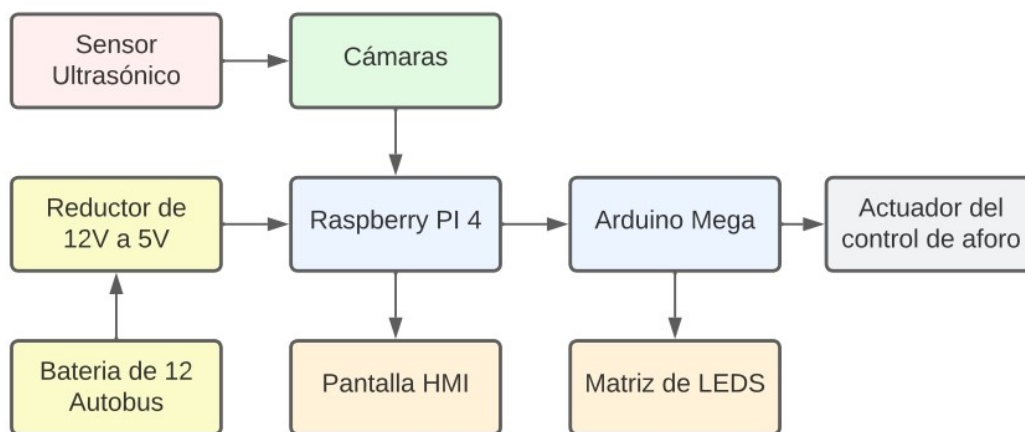 Sensor
Ultrasónico
Cámaras
Reductor de
12V a 5V
Raspberry PI 4
Arduino Mega
Actuador del
control de aforo
Bateria de 12
Autobus
Pantalla HMI
Matriz de LEDS